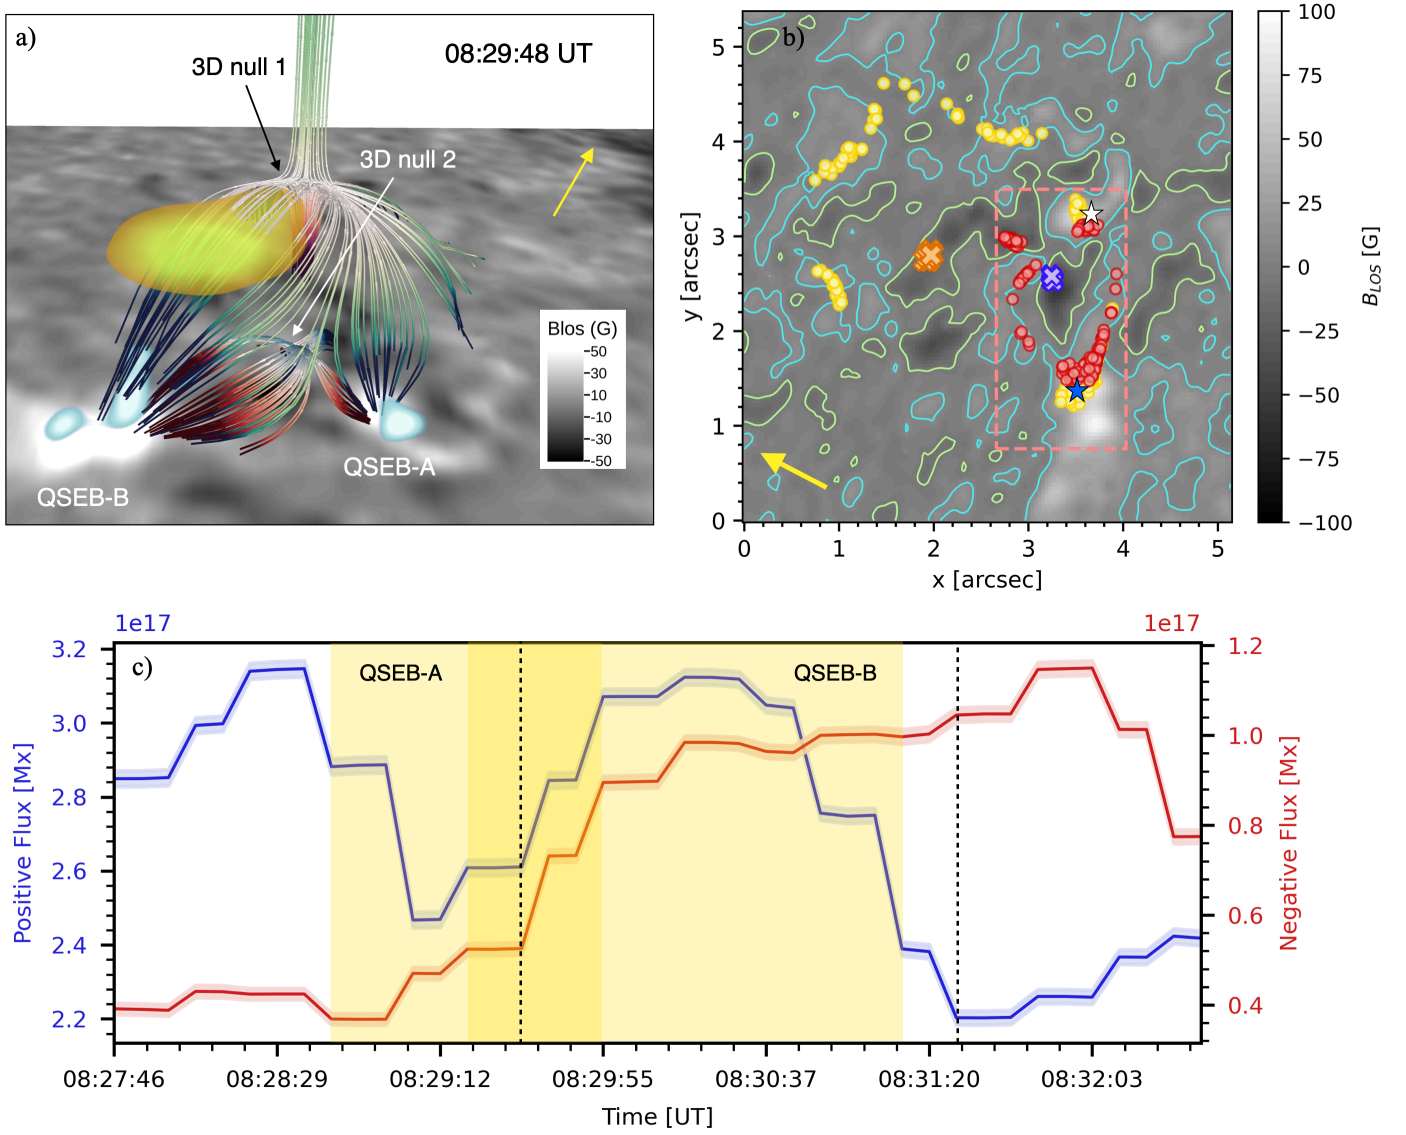 a)
08:29:48 UT
3D null 1
3D null 2
Blos (G)
50
30
10
-10
-30
-50
QSEB-A
QSEB-B
b)
5
4
3
2
1
0
y [arcsec]
0 1 2 3 4 5
x [arcsec]
100
75
50
25
0
−25
−50
−75
−100
B_LOS [G]
1e17
1e17
c)
QSEB-A
QSEB-B
3.2
3.0
2.8
2.6
2.4
2.2
Positive Flux [Mx]
1.2
1.0
0.8
0.6
0.4
Negative Flux [Mx]
08:27:46 08:28:29 08:29:12 08:29:55 08:30:37 08:31:20 08:32:03
Time [UT]